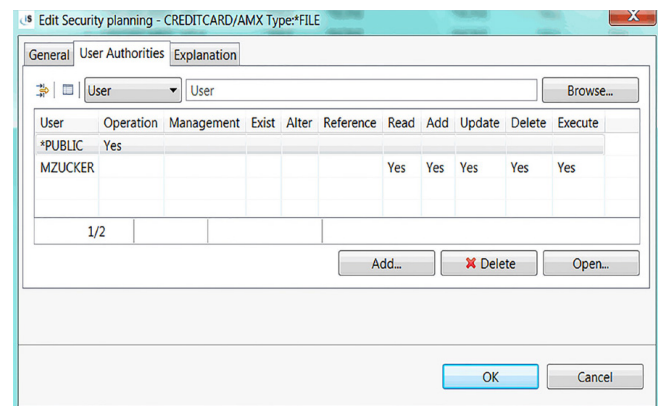 iS Edit Security planning - CREDITCARD/AMX Type:*FILE X
General User Authorities Explanation
User User Browse...
User Operation Management Exist Alter Reference Read Add Update Delete Execute
*PUBLIC Yes
MZUCKER Yes Yes Yes Yes Yes
1/2
Add... Delete Open...
OK Cancel